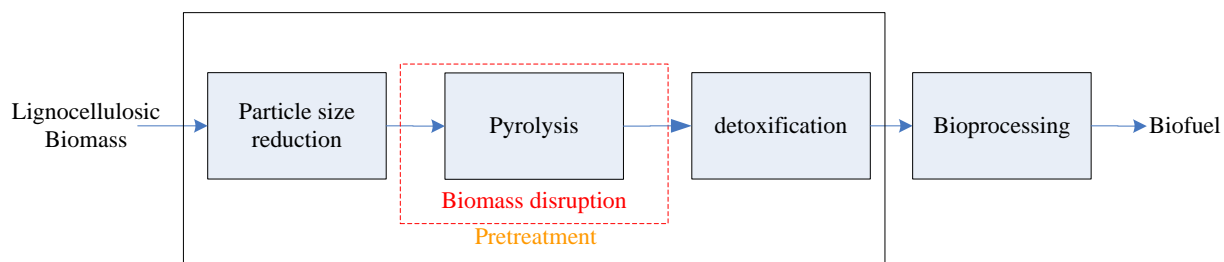 Lignocellulosic
Biomass
Particle size
reduction
Pyrolysis
detoxification
Bioprocessing
Biofuel
Biomass disruption
Pretreatment